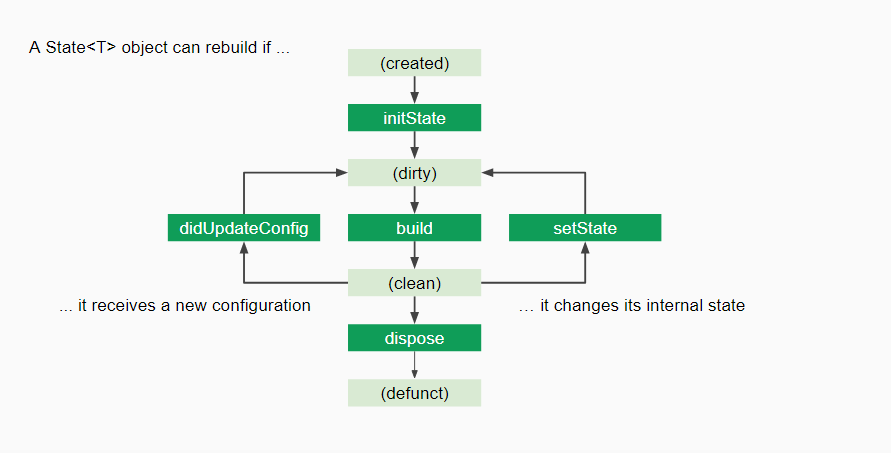 A State<T> object can rebuild if ...
(created)
initState
(dirty)
didUpdateConfig
build
setState
(clean)
... it receives a new configuration
... it changes its internal state
dispose
(defunct)